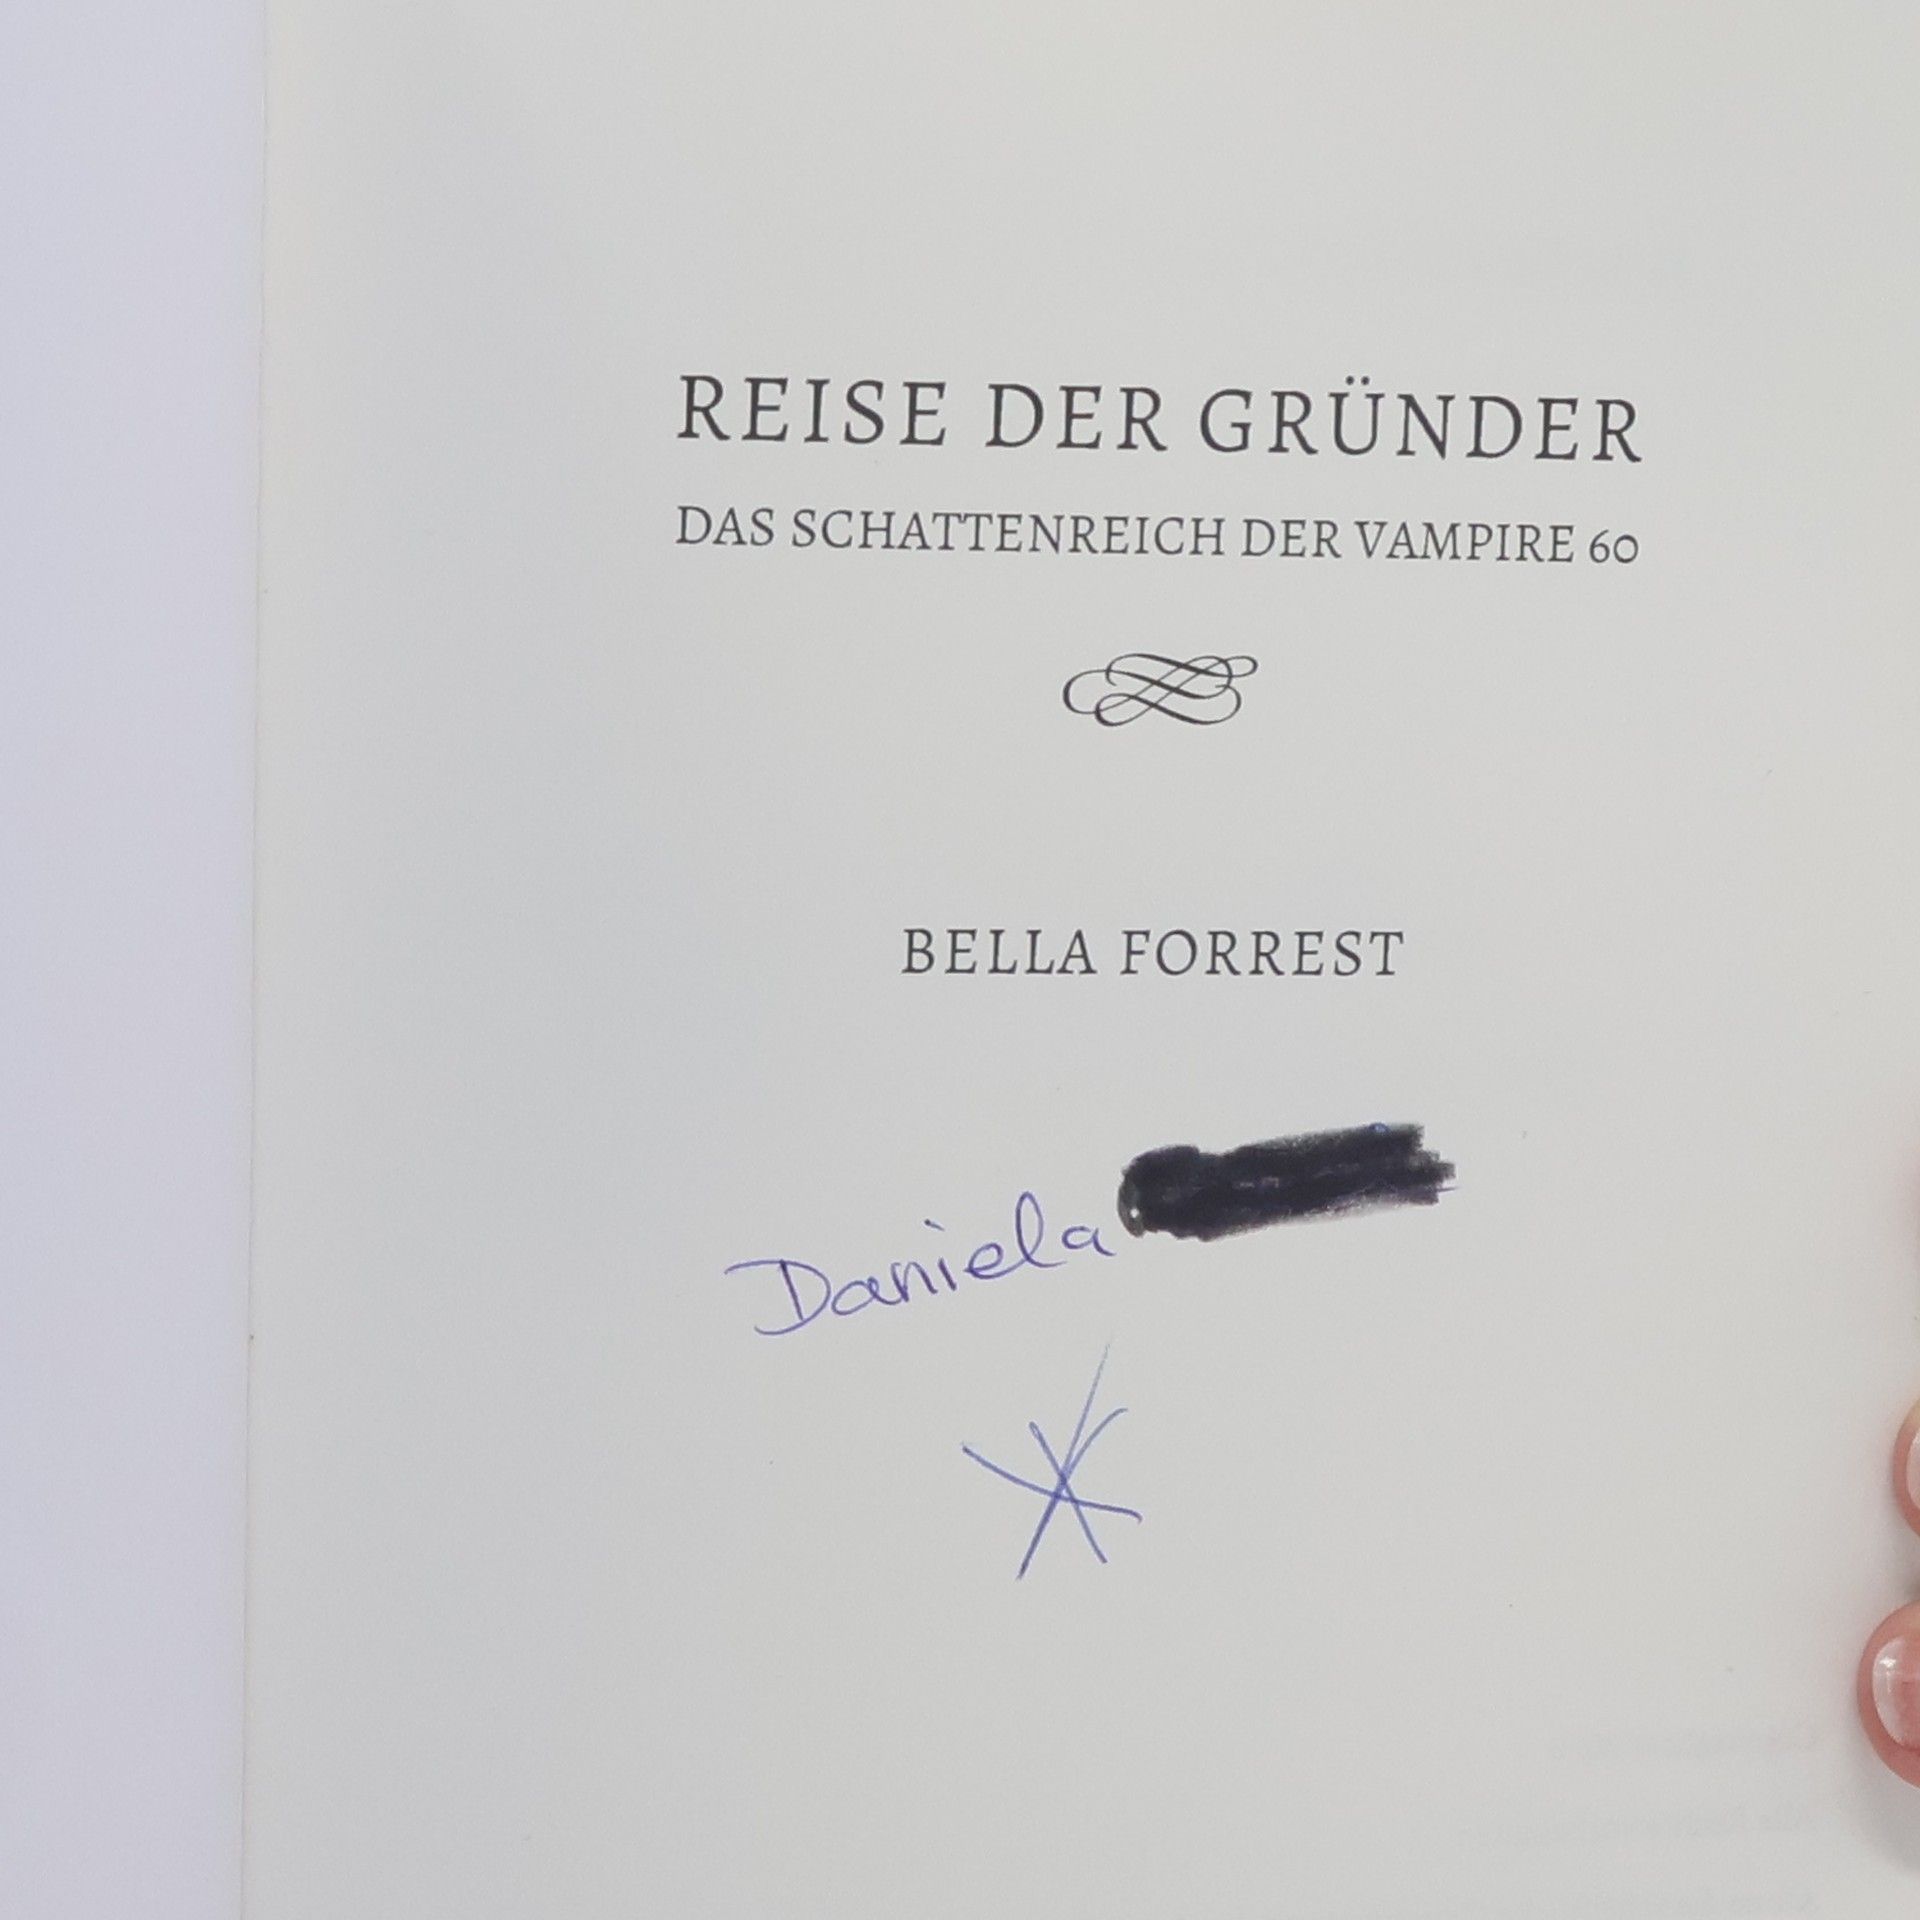 REISE DER GRÜNDER
DAS SCHATTENREICH DER VAMPIRE 60
BELLA FORREST
Daniela